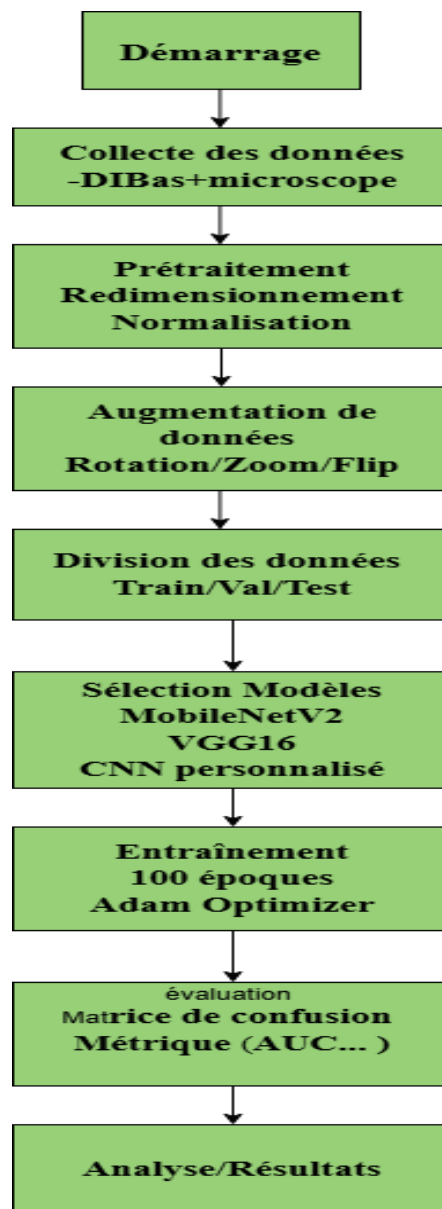 Démarrage
Collecte des données
-DIBas+microscope
Prétraitement
Redimensionnement
Normalisation
Augmentation de
données
Rotation/Zoom/Flip
Division des données
Train/Val/Test
Sélection Modèles
MobileNetV2
VGG16
CNN personnalisé
Entraînement
100 époques
Adam Optimizer
évaluation
Matrice de confusion
Métrique (AUC... )
Analyse/Résultats